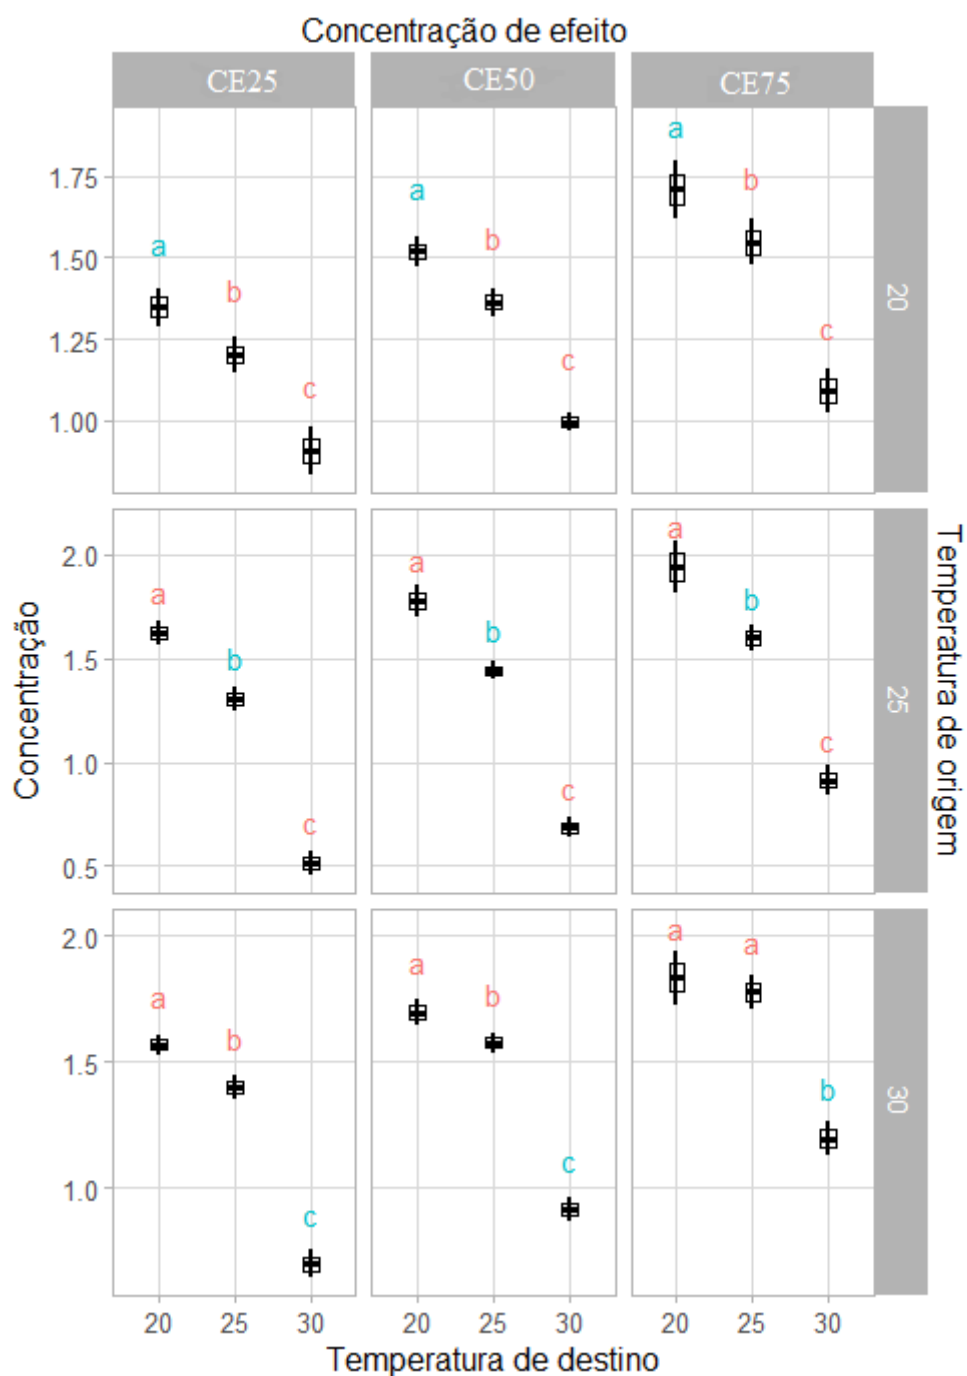 Concentração de efeito
CE25 CE50 CE75
a
a
a
b
b
b
c
c
c
1.75
1.50
1.25
1.00
20
a
a
a
b
b
b
c
c
c
2.0
1.5
1.0
0.5
25
a
a
a
b
b
a
c
c
b
2.0
1.5
1.0
30
Concentração
Temperatura de origem
20 25 30 20 25 30 20 25 30
Temperatura de destino